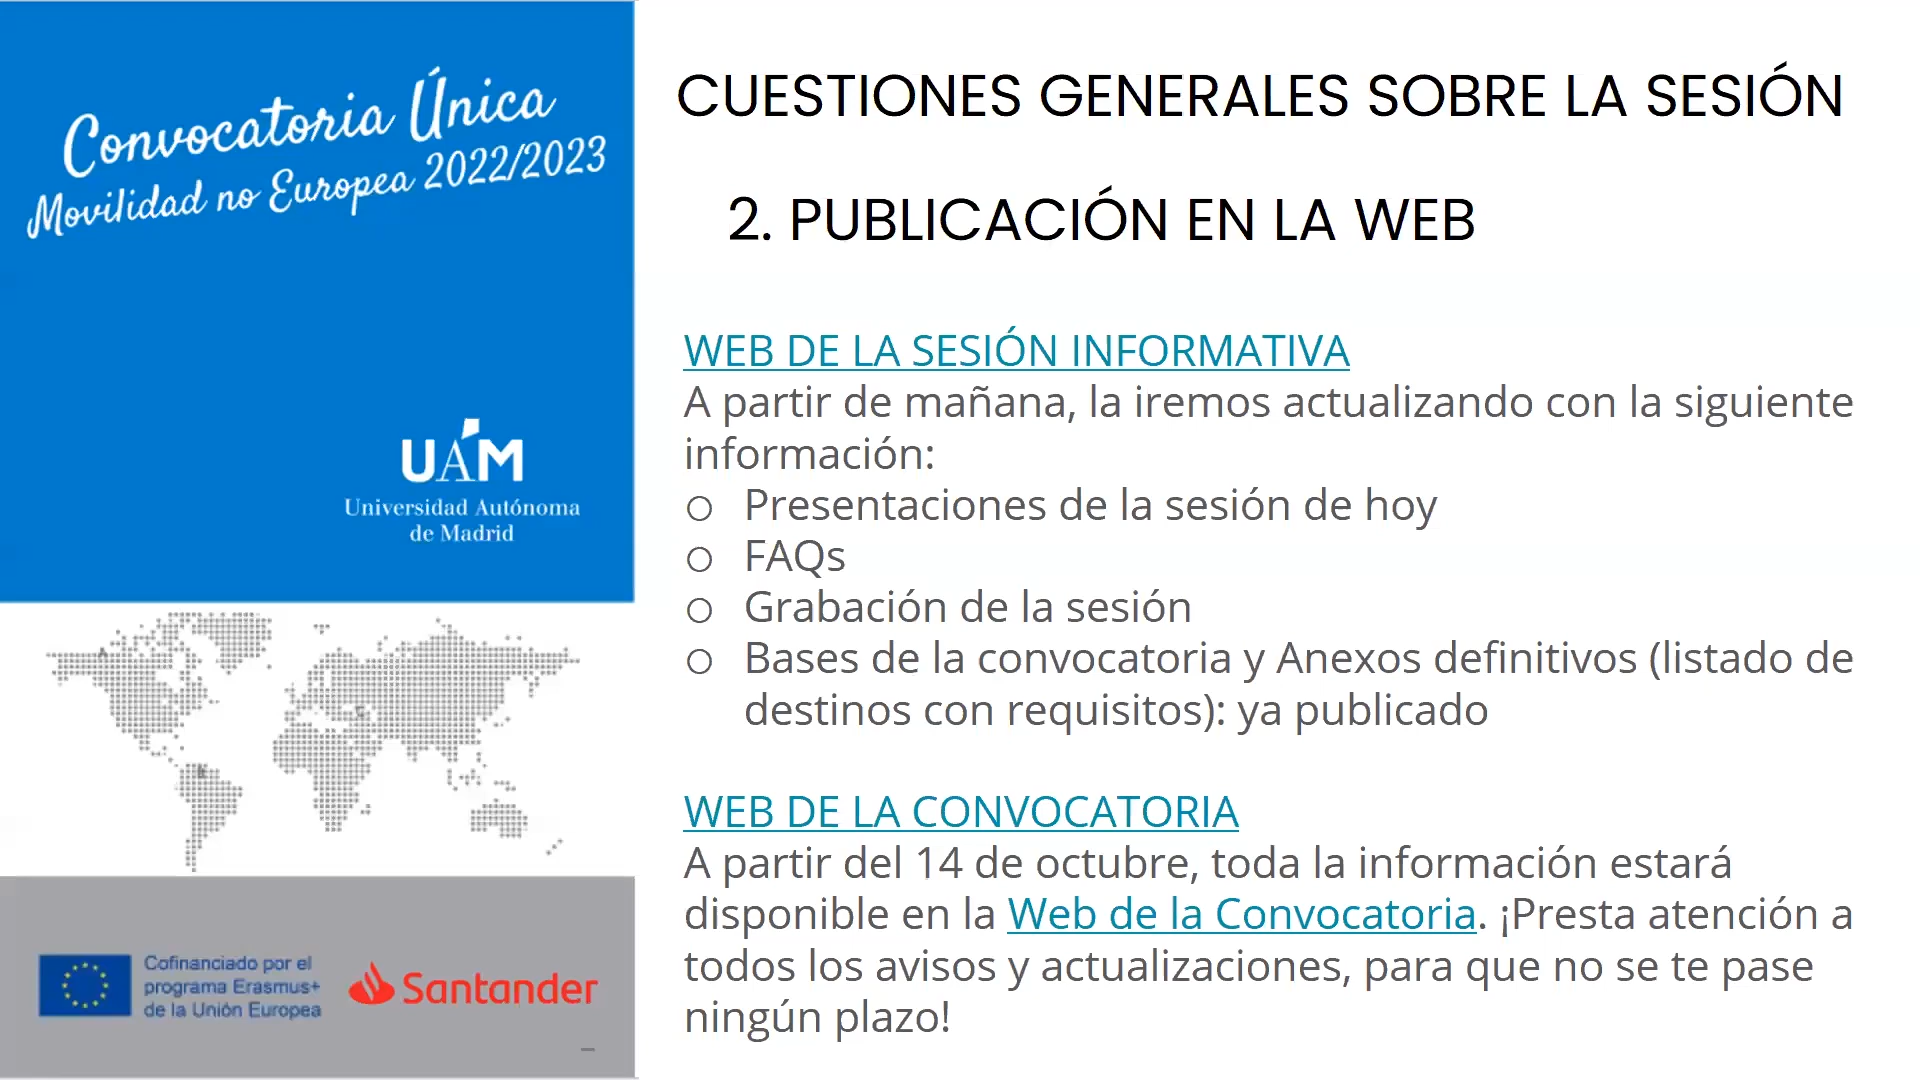 Convocatoria Única
Movilidad no Europea 2022/2023
UAM
Universidad Autónoma
de Madrid
Cofinanciado por el
programa Erasmus+
de la Unión Europea
Santander
CUESTIONES GENERALES SOBRE LA SESIÓN
2. PUBLICACIÓN EN LA WEB
WEB DE LA SESIÓN INFORMATIVA
A partir de mañana, la iremos actualizando con la siguiente
información:
○ Presentaciones de la sesión de hoy
○ FAQs
○ Grabación de la sesión
○ Bases de la convocatoria y Anexos definitivos (listado de
destinos con requisitos): ya publicado
WEB DE LA CONVOCATORIA
A partir del 14 de octubre, toda la información estará
disponible en la Web de la Convocatoria. ¡Presta atención a
todos los avisos y actualizaciones, para que no se te pase
ningún plazo!